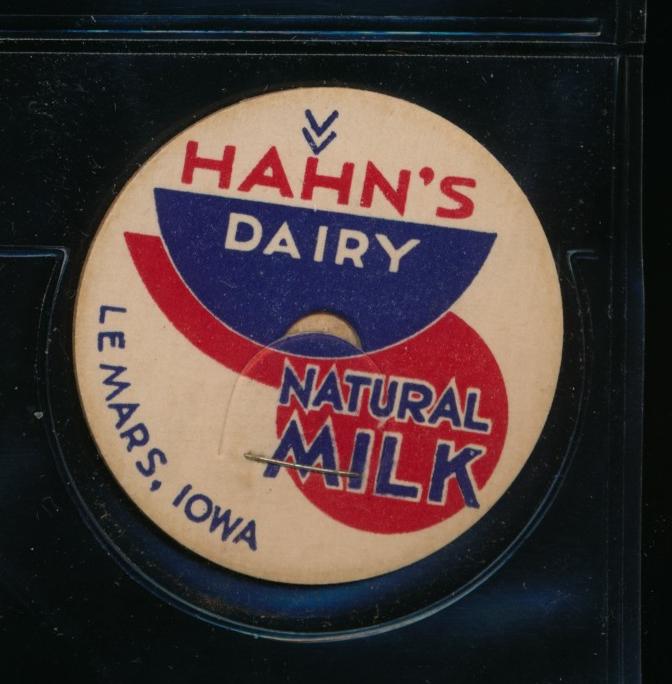 HAHN'S
DAIRY
NATURAL
MILK
LE MARS, IOWA